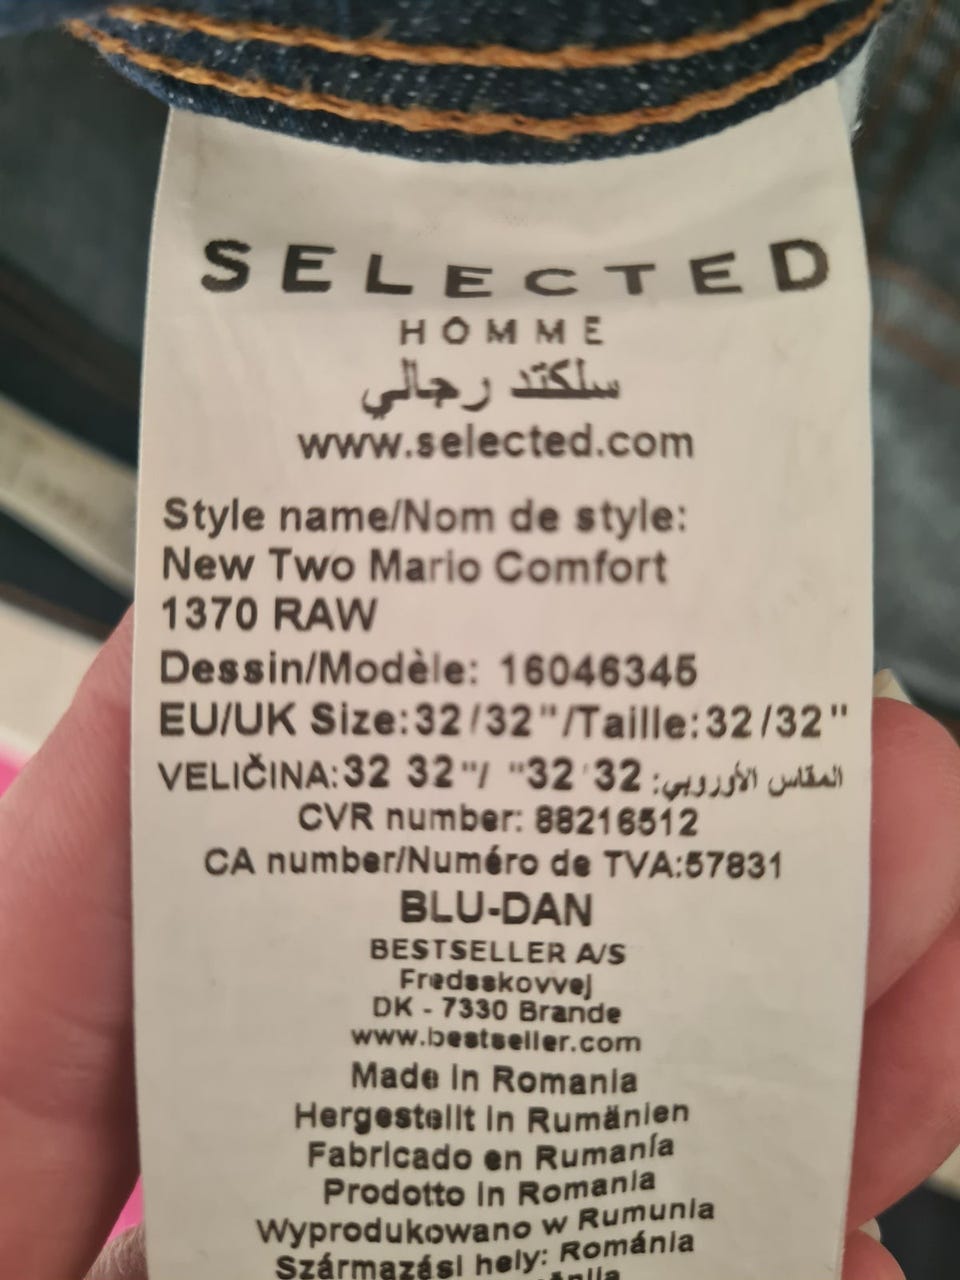 SELECTED
HOMME
سلكتد رجالي
www.selected.com
Style name/Nom de style:
New Two Mario Comfort
1370 RAW
Dessin/Modèle: 16046345
EU/UK Size:32/32"/Taille:32/32"
VELIČINA:32 32"/ "32 32 :المقاس الأوروبي
CVR number: 88216512
CA number/Numéro de TVA:57831
BLU-DAN
BESTSELLER A/S
Fredsskovvej
DK - 7330 Brande
www.bestseller.com
Made in Romania
Hergestellt in Rumänien
Fabricado en Rumanía
Prodotto in Romania
Wyprodukowano w Rumunia
Származási hely: Románia